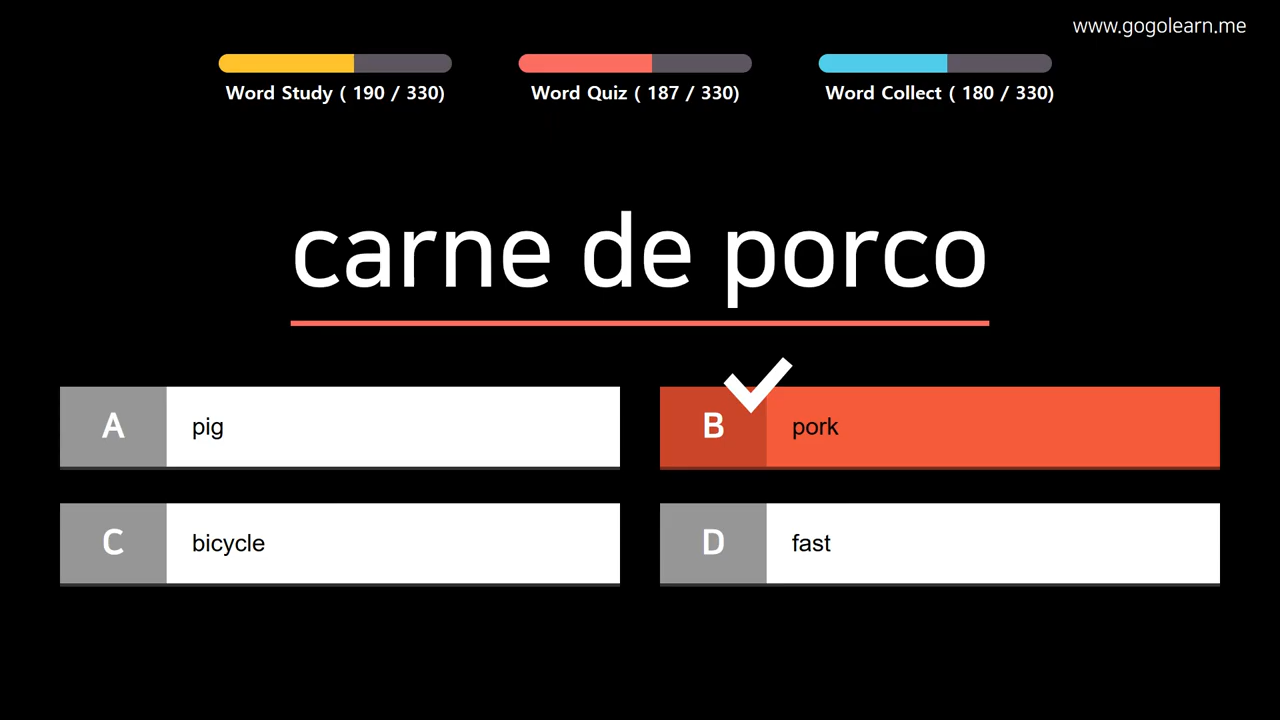 www.gogolearn.me
Word Study ( 190 / 330)
Word Quiz ( 187 / 330)
Word Collect ( 180 / 330)
carne de porco
A pig
B pork
C bicycle
D fast